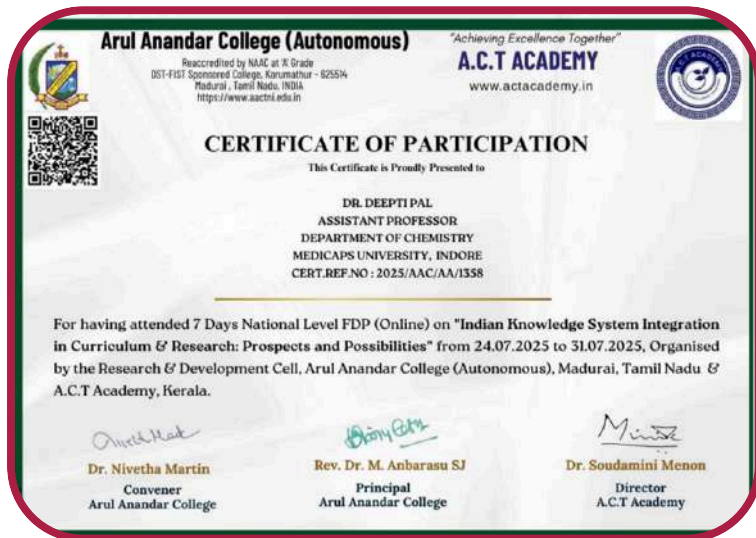 Arul Anandar College (Autonomous)
Reaccredited by NAAC at 'A' Grade
DST-FIST Sponsored College, Karumathur - 625514
Madurai, Tamil Nadu, INDIA
https://www.aactni.edu.in
"Achieving Excellence Together"
A.C.T ACADEMY
www.actacademy.in
CERTIFICATE OF PARTICIPATION
This Certificate is Proudly Presented to
DR. DEEPTI PAL
ASSISTANT PROFESSOR
DEPARTMENT OF CHEMISTRY
MEDICAPS UNIVERSITY, INDORE
CERT.REF.NO : 2025/AAC/AA/1358
For having attended 7 Days National Level FDP (Online) on "Indian Knowledge System Integration
in Curriculum & Research: Prospects and Possibilities" from 24.07.2025 to 31.07.2025, Organised
by the Research & Development Cell, Arul Anandar College (Autonomous), Madurai, Tamil Nadu &
A.C.T Academy, Kerala.
Dr. Nivetha Martin
Convener
Arul Anandar College
Rev. Dr. M. Anbarasu SJ
Principal
Arul Anandar College
Dr. Soudamini Menon
Director
A.C.T Academy